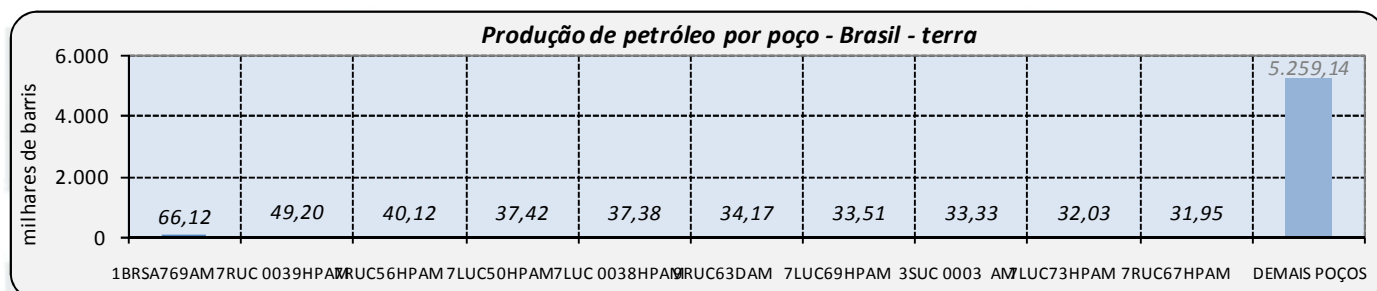 Produção de petróleo por poço - Brasil - terra
milhares de barris
6.000
4.000
2.000
0
66,12 49,20 40,12 37,42 37,38 34,17 33,51 33,33 32,03 31,95 5.259,14
1BRSA769AM 7RUC 0039HPAM 7RUC56HPAM 7LUC50HPAM 7LUC 0038HPAM 9RUC63DAM 7LUC69HPAM 3SUC 0003 AM 7LUC73HPAM 7RUC67HPAM DEMAIS POÇOS